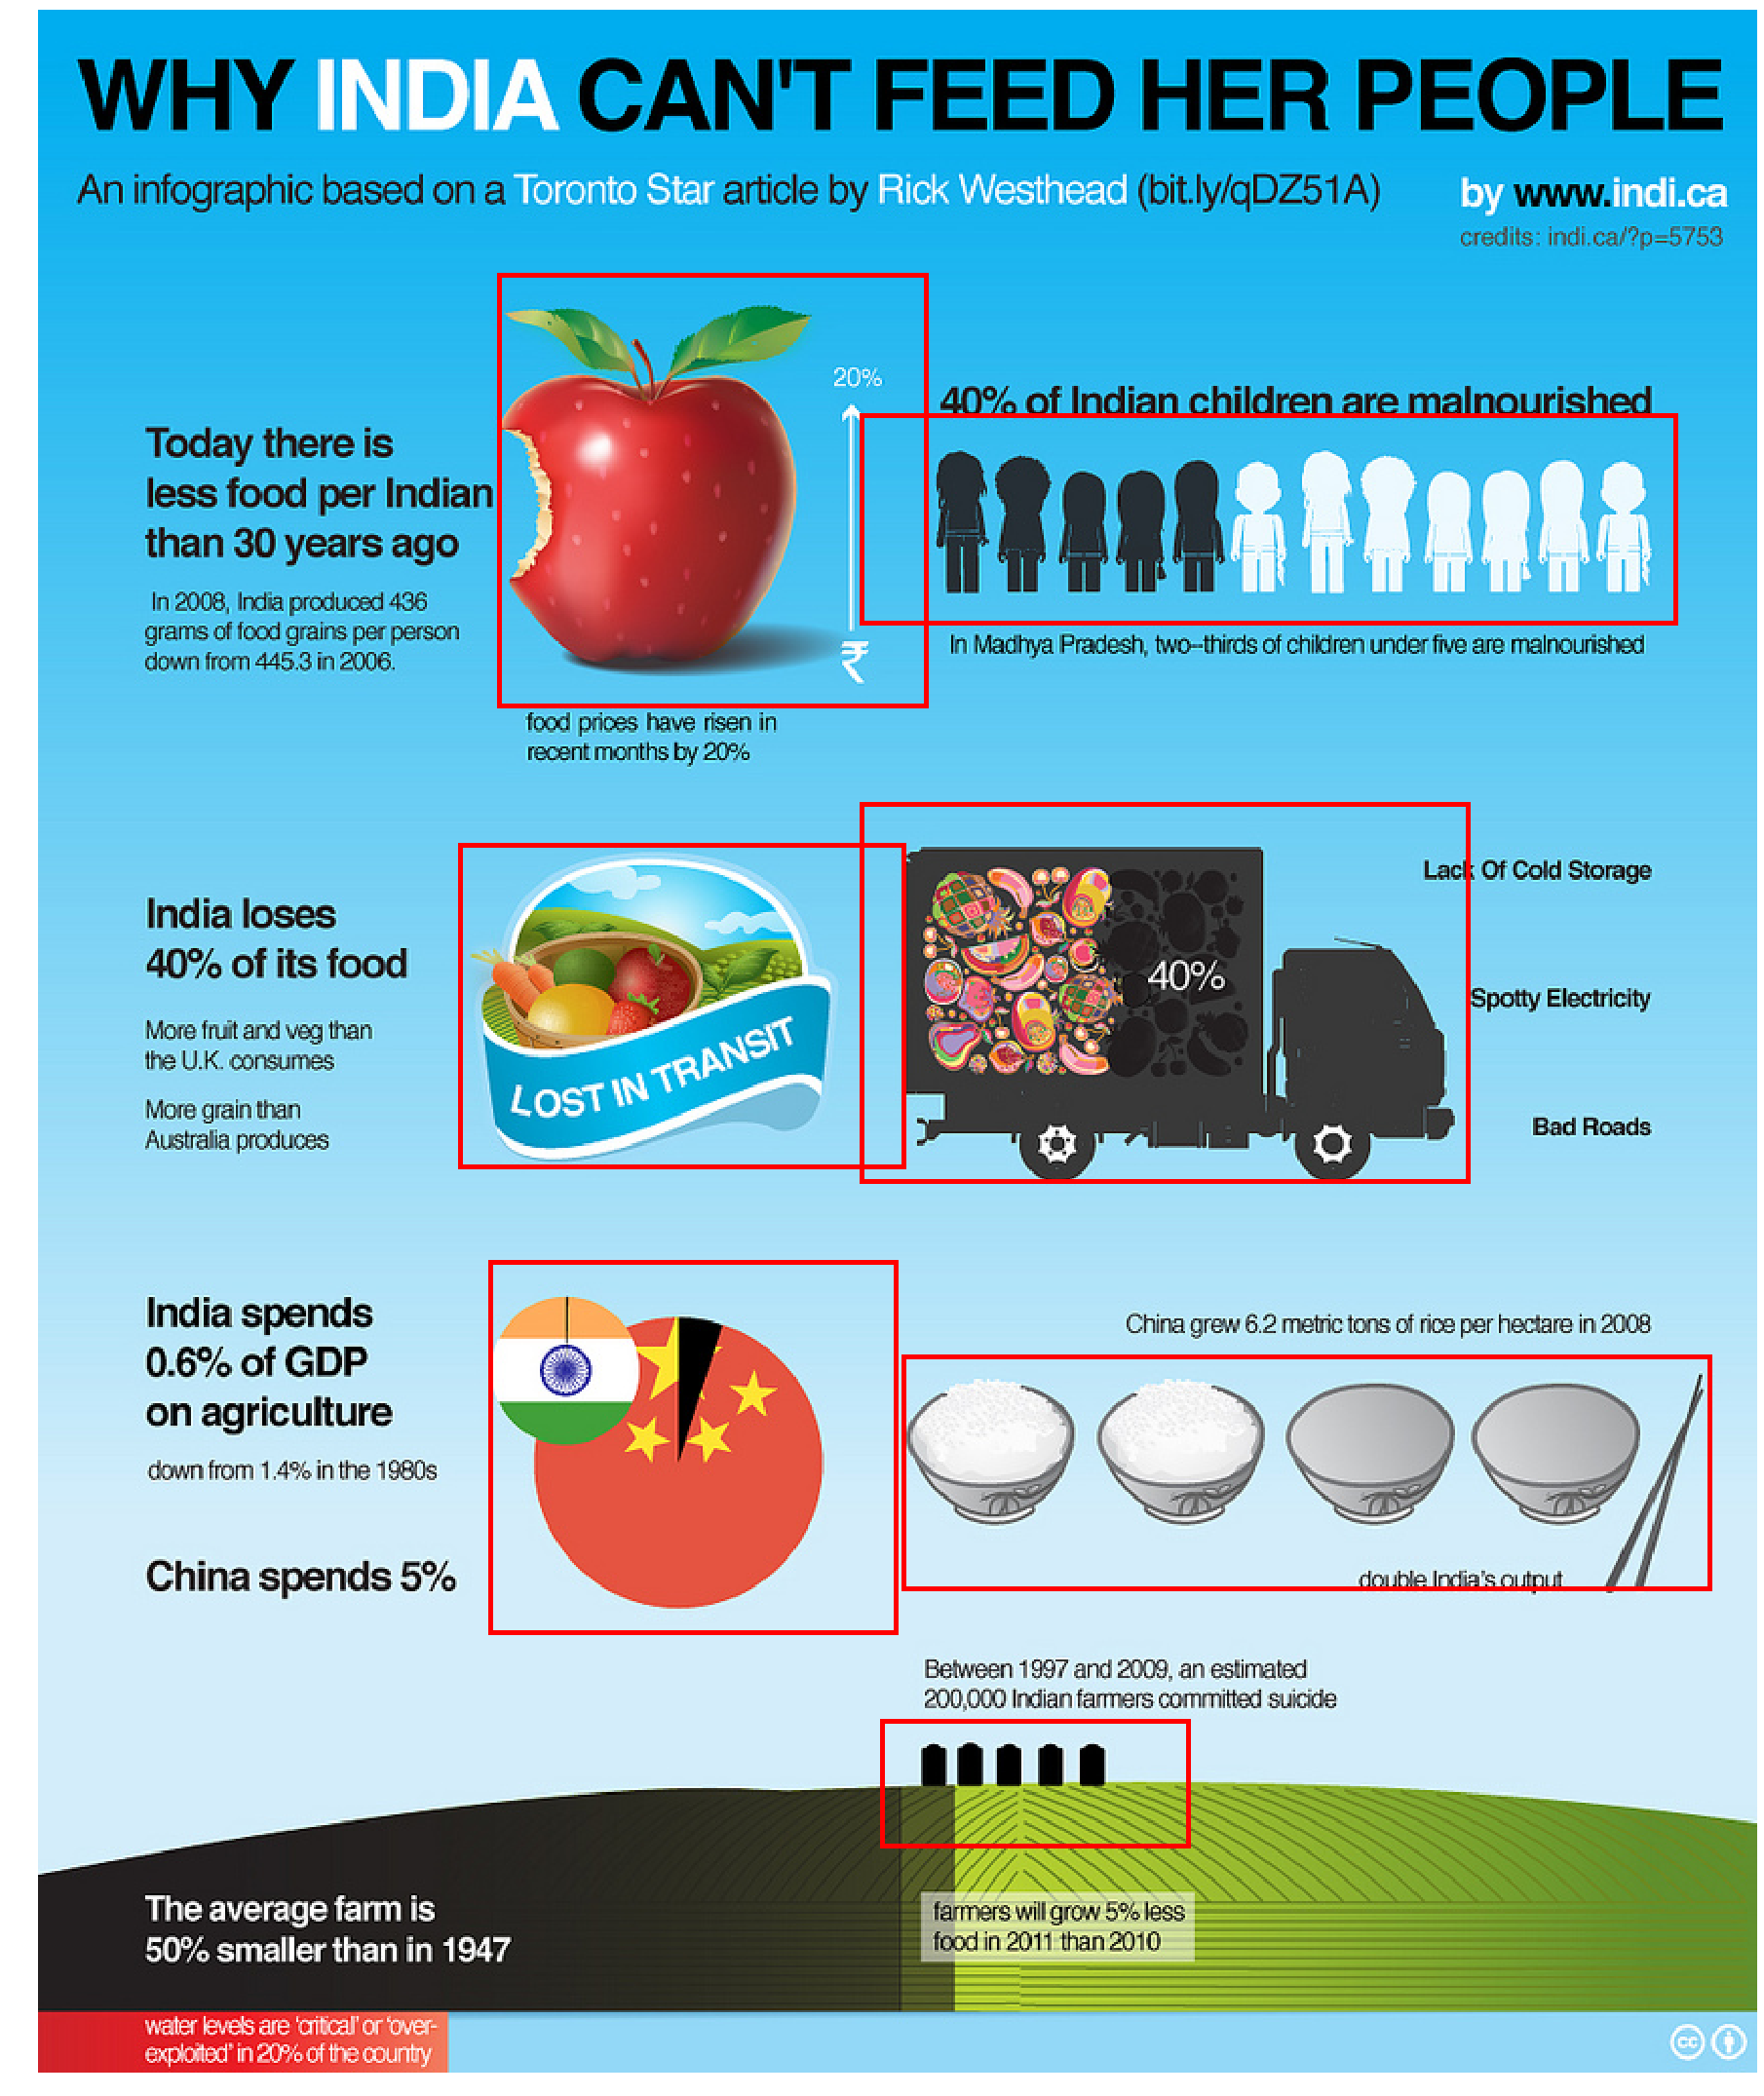 WHY INDIA CAN'T FEED HER PEOPLE
An infographic based on a Toronto Star article by Rick Westhead (bit.ly/qDZ51A)
by www.indi.ca
credits: indi.ca/?p=5753
Today there is
less food per Indian
than 30 years ago
In 2008, India produced 436
grams of food grains per person
down from 445.3 in 2006.
20%
₹
food prices have risen in
recent months by 20%
40% of Indian children are malnourished
In Madhya Pradesh, two-thirds of children under five are malnourished
India loses
40% of its food
More fruit and veg than
the U.K. consumes
More grain than
Australia produces
LOST IN TRANSIT
40%
Lack Of Cold Storage
Spotty Electricity
Bad Roads
India spends
0.6% of GDP
on agriculture
down from 1.4% in the 1980s
China spends 5%
China grew 6.2 metric tons of rice per hectare in 2008
double India's output
Between 1997 and 2009, an estimated
200,000 Indian farmers committed suicide
The average farm is
50% smaller than in 1947
farmers will grow 5% less
food in 2011 than 2010
water levels are 'critical' or 'over-
exploited' in 20% of the country
cc